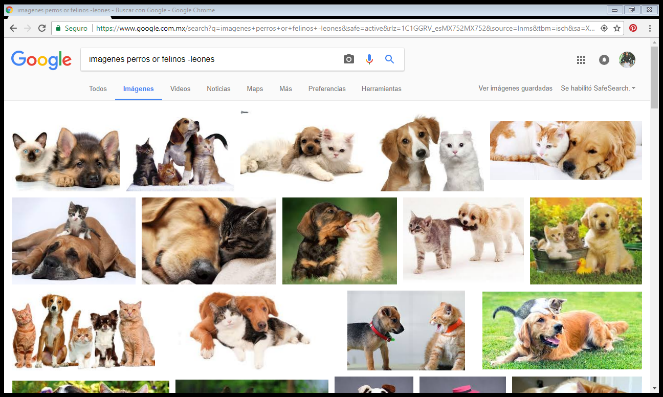 imagenes perros or felinos -leones - Buscar con Google - Google Chrome
Seguro | https://www.google.com.mx/search?q=imagenes+perros+or+felinos+-leones&safe=active&rlz=1C1GGRV_esMX752MX752&source=lnms&tbm=isch&sa=X...
Google imagenes perros or felinos -leones
Todos Imágenes Videos Noticias Maps Más Preferencias Herramientas Ver imágenes guardadas Se habilitó SafeSearch.